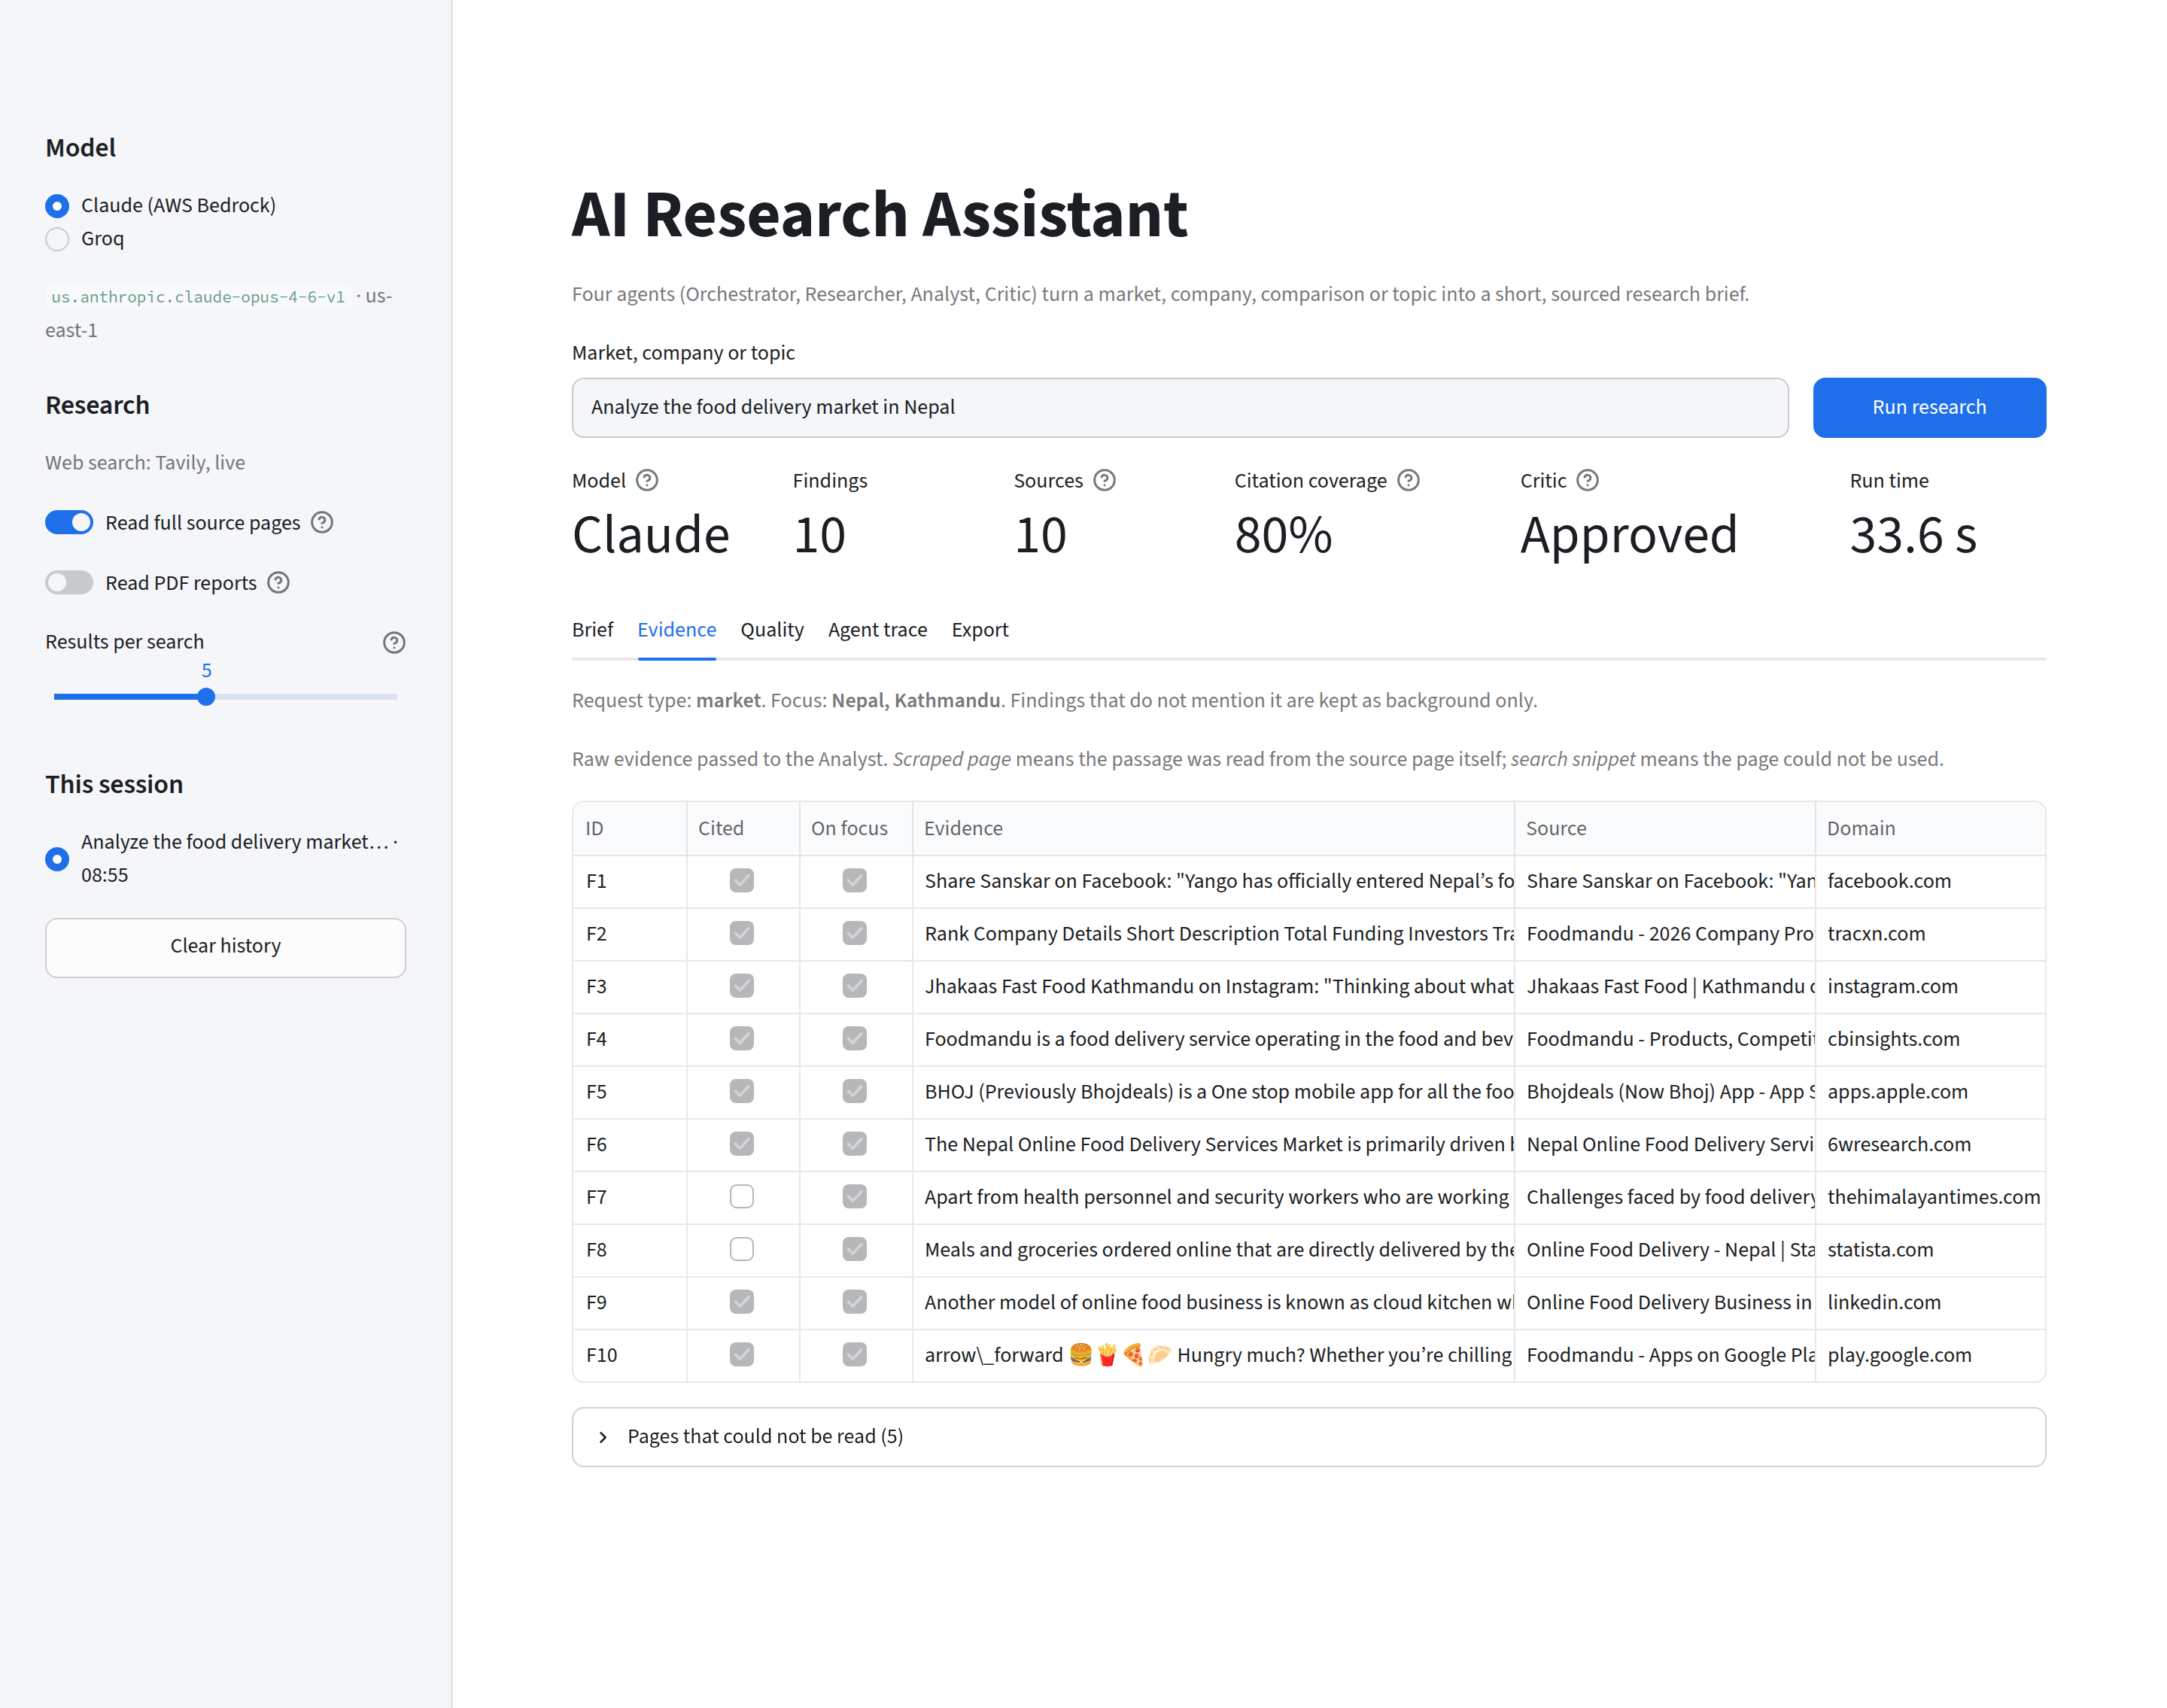 Model
Claude (AWS Bedrock)
Groq
us.anthropic.claude-opus-4-6-v1 · us-
east-1
Research
Web search: Tavily, live
Read full source pages
Read PDF reports
Results per search
5
This session
Analyze the food delivery market… ·
08:55
Clear history
AI Research Assistant
Four agents (Orchestrator, Researcher, Analyst, Critic) turn a market, company, comparison or topic into a short, sourced research brief.
Market, company or topic
Analyze the food delivery market in Nepal
Run research
Model Findings Sources Citation coverage Critic Run time
Claude 10 10 80% Approved 33.6 s
Brief Evidence Quality Agent trace Export
Request type: market. Focus: Nepal, Kathmandu. Findings that do not mention it are kept as background only.
Raw evidence passed to the Analyst. Scraped page means the passage was read from the source page itself; search snippet means the page could not be used.
ID Cited On focus Evidence Source Domain
F1 Share Sanskar on Facebook: "Yango has officially entered Nepal's fo Share Sanskar on Facebook: "Yan facebook.com
F2 Rank Company Details Short Description Total Funding Investors Tra Foodmandu - 2026 Company Pro tracxn.com
F3 Jhakaas Fast Food Kathmandu on Instagram: "Thinking about what Jhakaas Fast Food | Kathmandu instagram.com
F4 Foodmandu is a food delivery service operating in the food and bev Foodmandu - Products, Competit cbinsights.com
F5 BHOJ (Previously Bhojdeals) is a One stop mobile app for all the foo Bhojdeals (Now Bhoj) App - App S apps.apple.com
F6 The Nepal Online Food Delivery Services Market is primarily driven Nepal Online Food Delivery Servi 6wresearch.com
F7 Apart from health personnel and security workers who are working Challenges faced by food delivery thehimalayantimes.com
F8 Meals and groceries ordered online that are directly delivered by the Online Food Delivery - Nepal | Sta statista.com
F9 Another model of online food business is known as cloud kitchen wh Online Food Delivery Business in linkedin.com
F10 arrow\_forward 🍔🍟🍕🥟 Hungry much? Whether you're chilling Foodmandu - Apps on Google Pla play.google.com
Pages that could not be read (5)